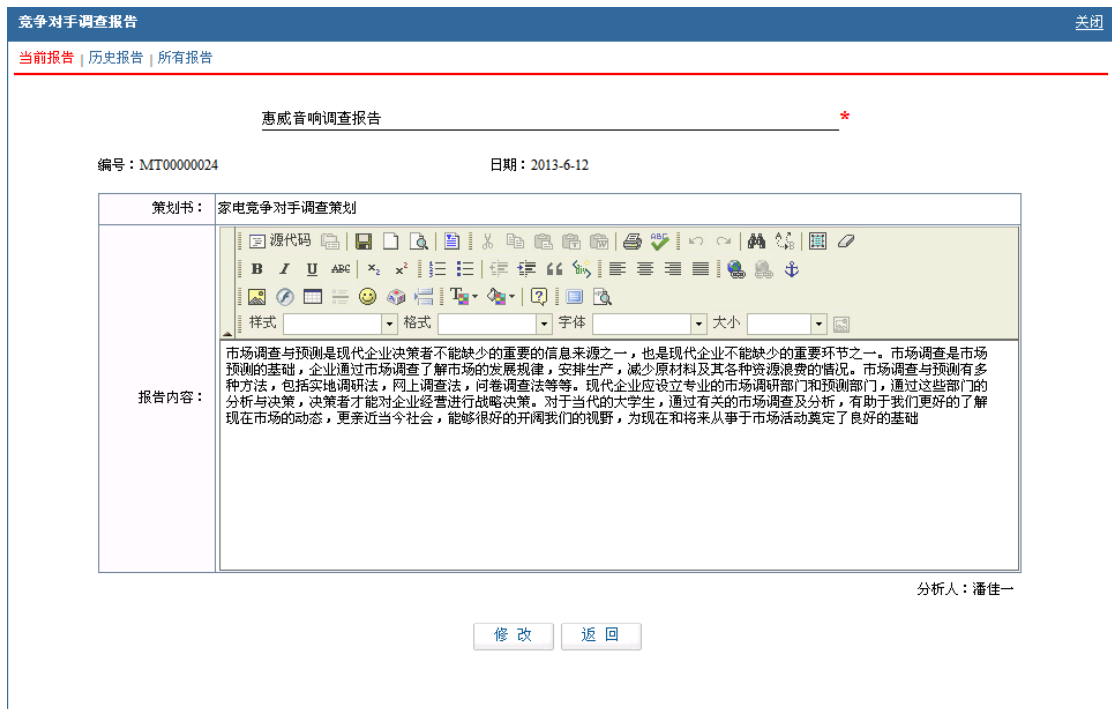 竞争对手调查报告 关闭
当前报告 | 历史报告 | 所有报告
惠威音响调查报告 *
编号：MT00000024 日期：2013-6-12
策划书： 家电竞争对手调查策划
源代码
B I U ABC x₂ x²
样式 格式 字体 大小
报告内容：
市场调查与预测是现代企业决策者不能缺少的重要的信息来源之一，也是现代企业不能缺少的重要环节之一。市场调查是市场
预测的基础，企业通过市场调查了解市场的发展规律，安排生产，减少原材料及其各种资源浪费的情况。市场调查与预测有多
种方法，包括实地调研法，网上调查法，问卷调查法等等。现代企业应设立专业的市场调研部门和预测部门，通过这些部门的
分析与决策，决策者才能对企业经营进行战略决策。对于当代的大学生，通过有关的市场调查及分析，有助于我们更好的了解
现在市场的动态，更亲近当今社会，能够很好的开阔我们的视野，为现在和将来从事于市场活动奠定了良好的基础
分析人：潘佳一
修 改 返 回